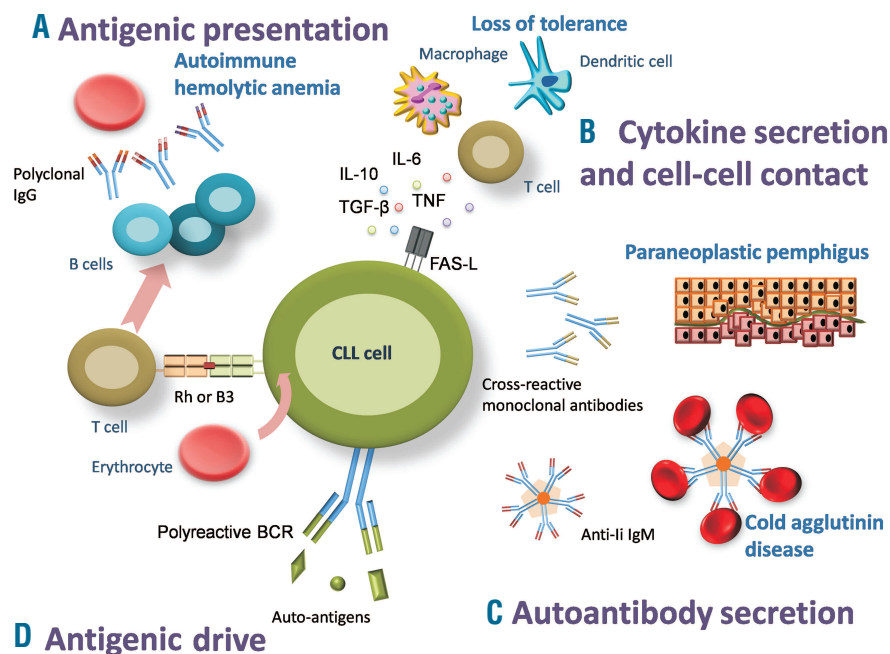 A Antigenic presentation
Autoimmune
hemolytic anemia
Polyclonal
IgG
B cells
T cell
Rh or B3
Erythrocyte
Loss of tolerance
Macrophage
Dendritic cell
B Cytokine secretion
and cell-cell contact
T cell
IL-10
IL-6
TGF-β
TNF
FAS-L
CLL cell
Paraneoplastic pemphigus
Cross-reactive
monoclonal antibodies
Anti-Ii IgM
Cold agglutinin
disease
C Autoantibody secretion
Polyreactive BCR
Auto-antigens
D Antigenic drive